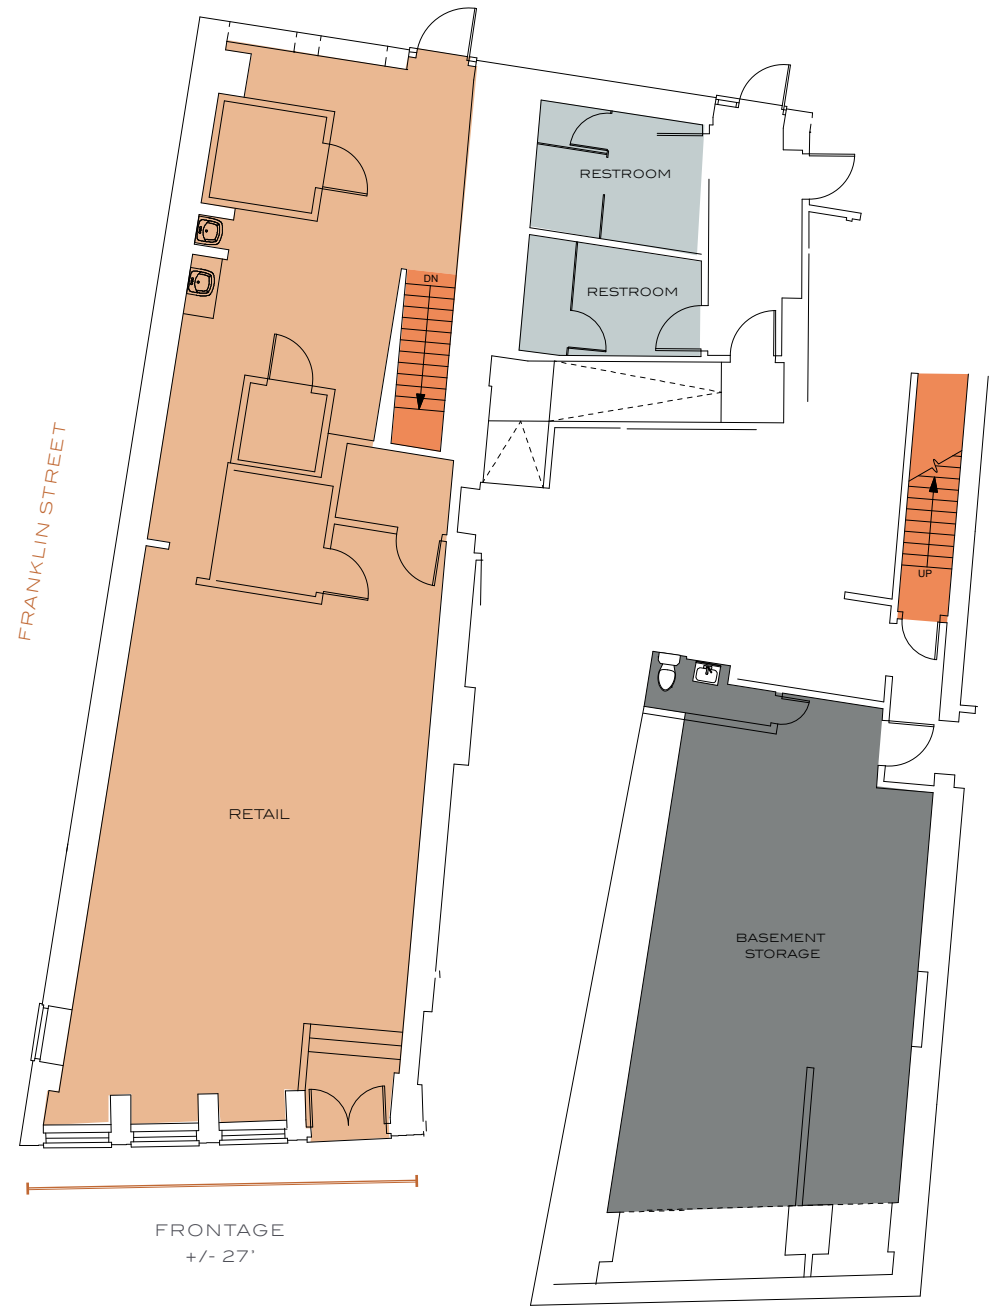 RESTROOM
DN
RESTROOM
FRANKLIN STREET
UP
RETAIL
BASEMENT
STORAGE
FRONTAGE
+/- 27'